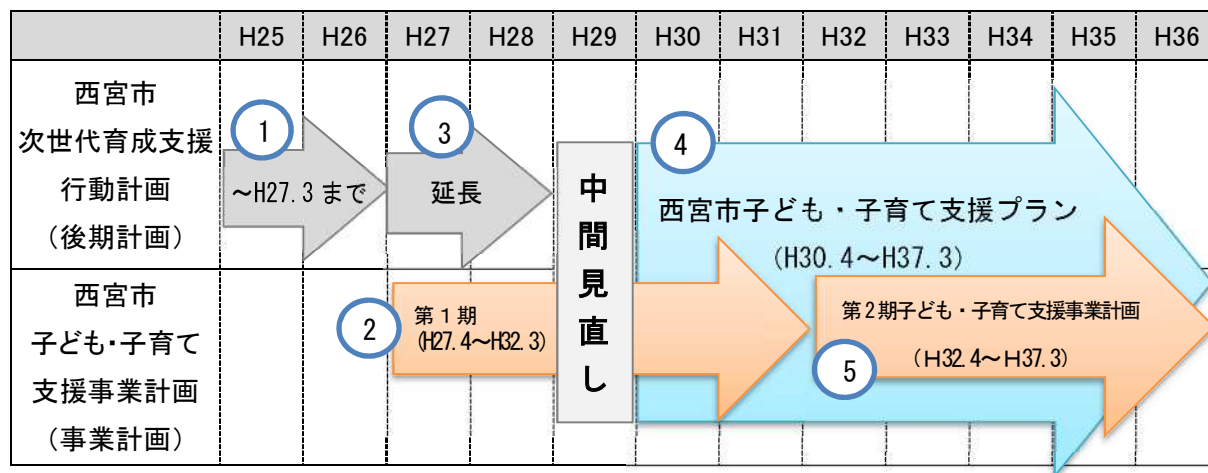 H25 H26 H27 H28 H29 H30 H31 H32 H33 H34 H35 H36
西宮市
次世代育成支援
行動計画
（後期計画）
1
～H27.3 まで
3
延長
中間見直し
4
西宮市子ども・子育て支援プラン
（H30.4～H37.3）
西宮市
子ども・子育て
支援事業計画
（事業計画）
2
第１期
（H27.4～H32.3）
第２期子ども・子育て支援事業計画
5
（H32.4～H37.3）